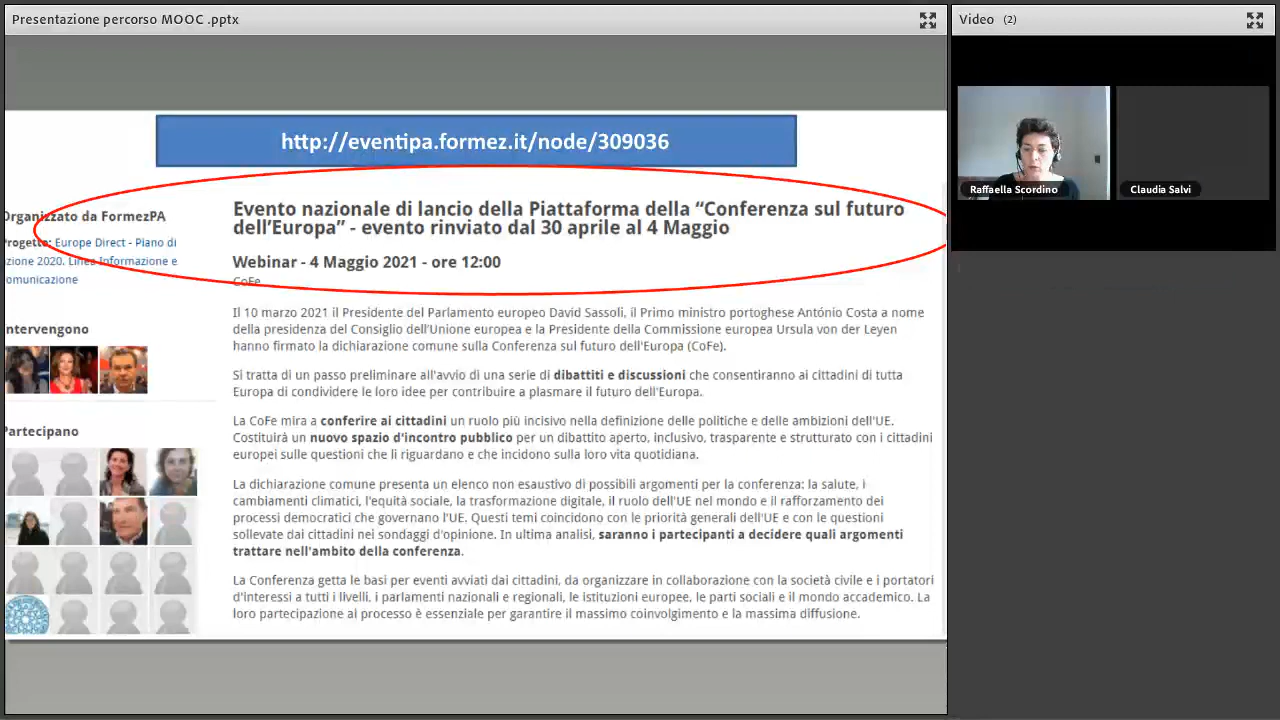 Presentazione percorso MOOC .pptx
Video (2)
http://eventipa.formez.it/node/309036
Raffaella Scordino
Claudia Salvi
Organizzato da FormezPA
Progetto: Europe Direct - Piano di
zione 2020. Linea Informazione e
omunicazione
ntervengono
Partecipano
Evento nazionale di lancio della Piattaforma della “Conferenza sul futuro
dell’Europa” - evento rinviato dal 30 aprile al 4 Maggio
Webinar - 4 Maggio 2021 - ore 12:00
CoFe
Il 10 marzo 2021 il Presidente del Parlamento europeo David Sassoli, il Primo ministro portoghese António Costa a nome
della presidenza del Consiglio dell'Unione europea e la Presidente della Commissione europea Ursula von der Leyen
hanno firmato la dichiarazione comune sulla Conferenza sul futuro dell'Europa (CoFe).
Si tratta di un passo preliminare all'avvio di una serie di dibattiti e discussioni che consentiranno ai cittadini di tutta
Europa di condividere le loro idee per contribuire a plasmare il futuro dell'Europa.
La CoFe mira a conferire ai cittadini un ruolo più incisivo nella definizione delle politiche e delle ambizioni dell'UE.
Costituirà un nuovo spazio d'incontro pubblico per un dibattito aperto, inclusivo, trasparente e strutturato con i cittadini
europei sulle questioni che li riguardano e che incidono sulla loro vita quotidiana.
La dichiarazione comune presenta un elenco non esaustivo di possibili argomenti per la conferenza: la salute, i
cambiamenti climatici, l'equità sociale, la trasformazione digitale, il ruolo dell'UE nel mondo e il rafforzamento dei
processi democratici che governano l'UE. Questi temi coincidono con le priorità generali dell'UE e con le questioni
sollevate dai cittadini nei sondaggi d'opinione. In ultima analisi, saranno i partecipanti a decidere quali argomenti
trattare nell'ambito della conferenza.
La Conferenza getta le basi per eventi avviati dai cittadini, da organizzare in collaborazione con la società civile e i portatori
d'interessi a tutti i livelli, i parlamenti nazionali e regionali, le istituzioni europee, le parti sociali e il mondo accademico. La
loro partecipazione al processo è essenziale per garantire il massimo coinvolgimento e la massima diffusione.